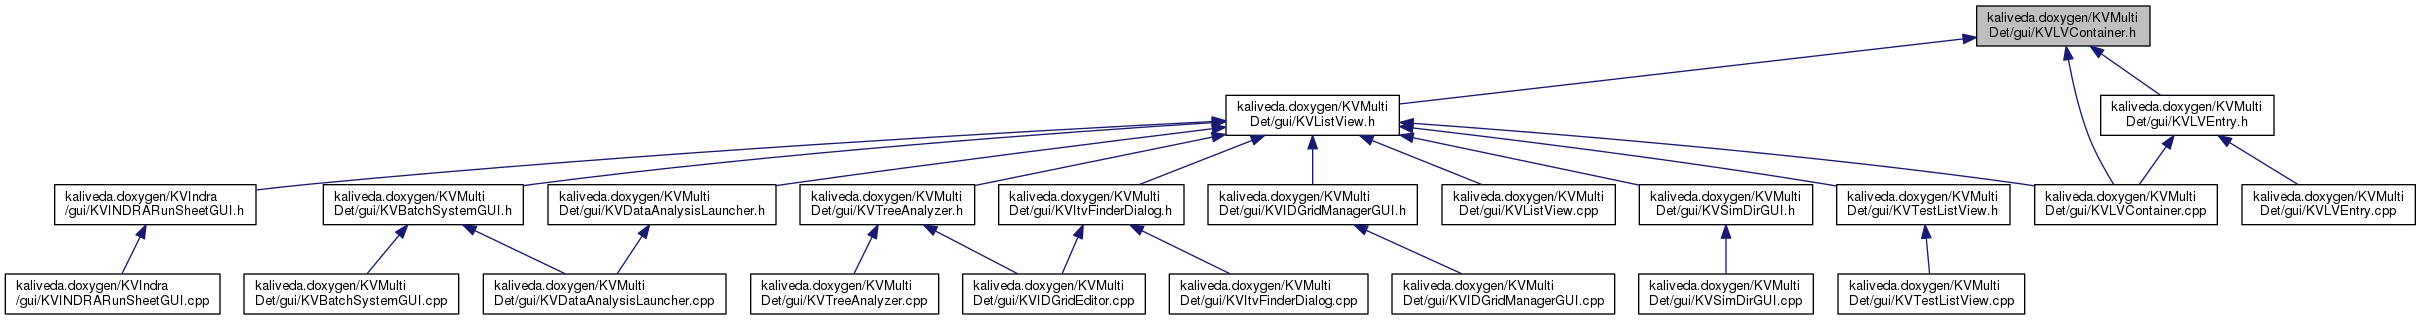 kaliveda.doxygen/KVMulti
Det/gui/KVLVContainer.h
kaliveda.doxygen/KVMulti
Det/gui/KVListView.h
kaliveda.doxygen/KVMulti
Det/gui/KVLVEntry.h
kaliveda.doxygen/KVIndra
/gui/KVINDRARunSheetGUI.h
kaliveda.doxygen/KVMulti
Det/gui/KVBatchSystemGUI.h
kaliveda.doxygen/KVMulti
Det/gui/KVDataAnalysisLauncher.h
kaliveda.doxygen/KVMulti
Det/gui/KVTreeAnalyzer.h
kaliveda.doxygen/KVMulti
Det/gui/KVItvFinderDialog.h
kaliveda.doxygen/KVMulti
Det/gui/KVIDGridManagerGUI.h
kaliveda.doxygen/KVMulti
Det/gui/KVListView.cpp
kaliveda.doxygen/KVMulti
Det/gui/KVSimDirGUI.h
kaliveda.doxygen/KVMulti
Det/gui/KVTestListView.h
kaliveda.doxygen/KVMulti
Det/gui/KVLVContainer.cpp
kaliveda.doxygen/KVMulti
Det/gui/KVLVEntry.cpp
kaliveda.doxygen/KVIndra
/gui/KVINDRARunSheetGUI.cpp
kaliveda.doxygen/KVMulti
Det/gui/KVBatchSystemGUI.cpp
kaliveda.doxygen/KVMulti
Det/gui/KVDataAnalysisLauncher.cpp
kaliveda.doxygen/KVMulti
Det/gui/KVTreeAnalyzer.cpp
kaliveda.doxygen/KVMulti
Det/gui/KVIDGridEditor.cpp
kaliveda.doxygen/KVMulti
Det/gui/KVItvFinderDialog.cpp
kaliveda.doxygen/KVMulti
Det/gui/KVIDGridManagerGUI.cpp
kaliveda.doxygen/KVMulti
Det/gui/KVSimDirGUI.cpp
kaliveda.doxygen/KVMulti
Det/gui/KVTestListView.cpp